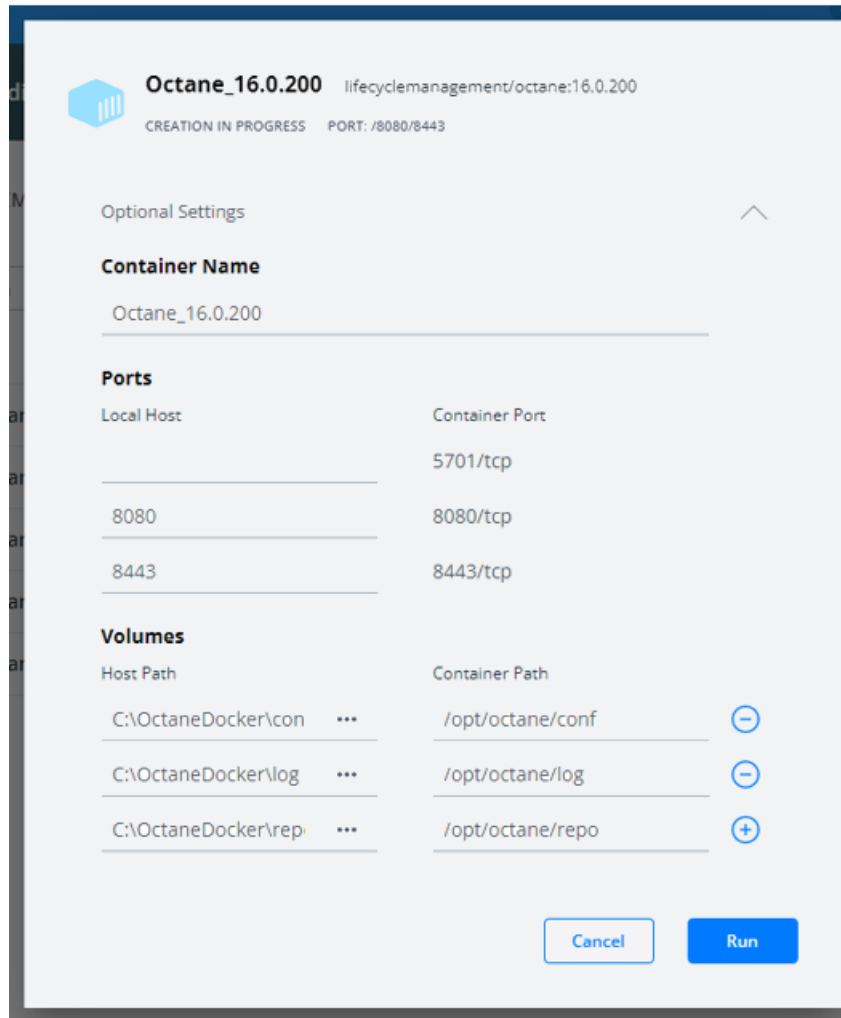 Octane_16.0.200 lifecyclemanagement/octane:16.0.200
CREATION IN PROGRESS PORT: /8080/8443
Optional Settings
Container Name
Octane_16.0.200
Ports
Local Host Container Port
5701/tcp
8080 8080/tcp
8443 8443/tcp
Volumes
Host Path Container Path
C:\OctaneDocker\con ••• /opt/octane/conf
C:\OctaneDocker\log ••• /opt/octane/log
C:\OctaneDocker\rep ••• /opt/octane/repo
Cancel Run